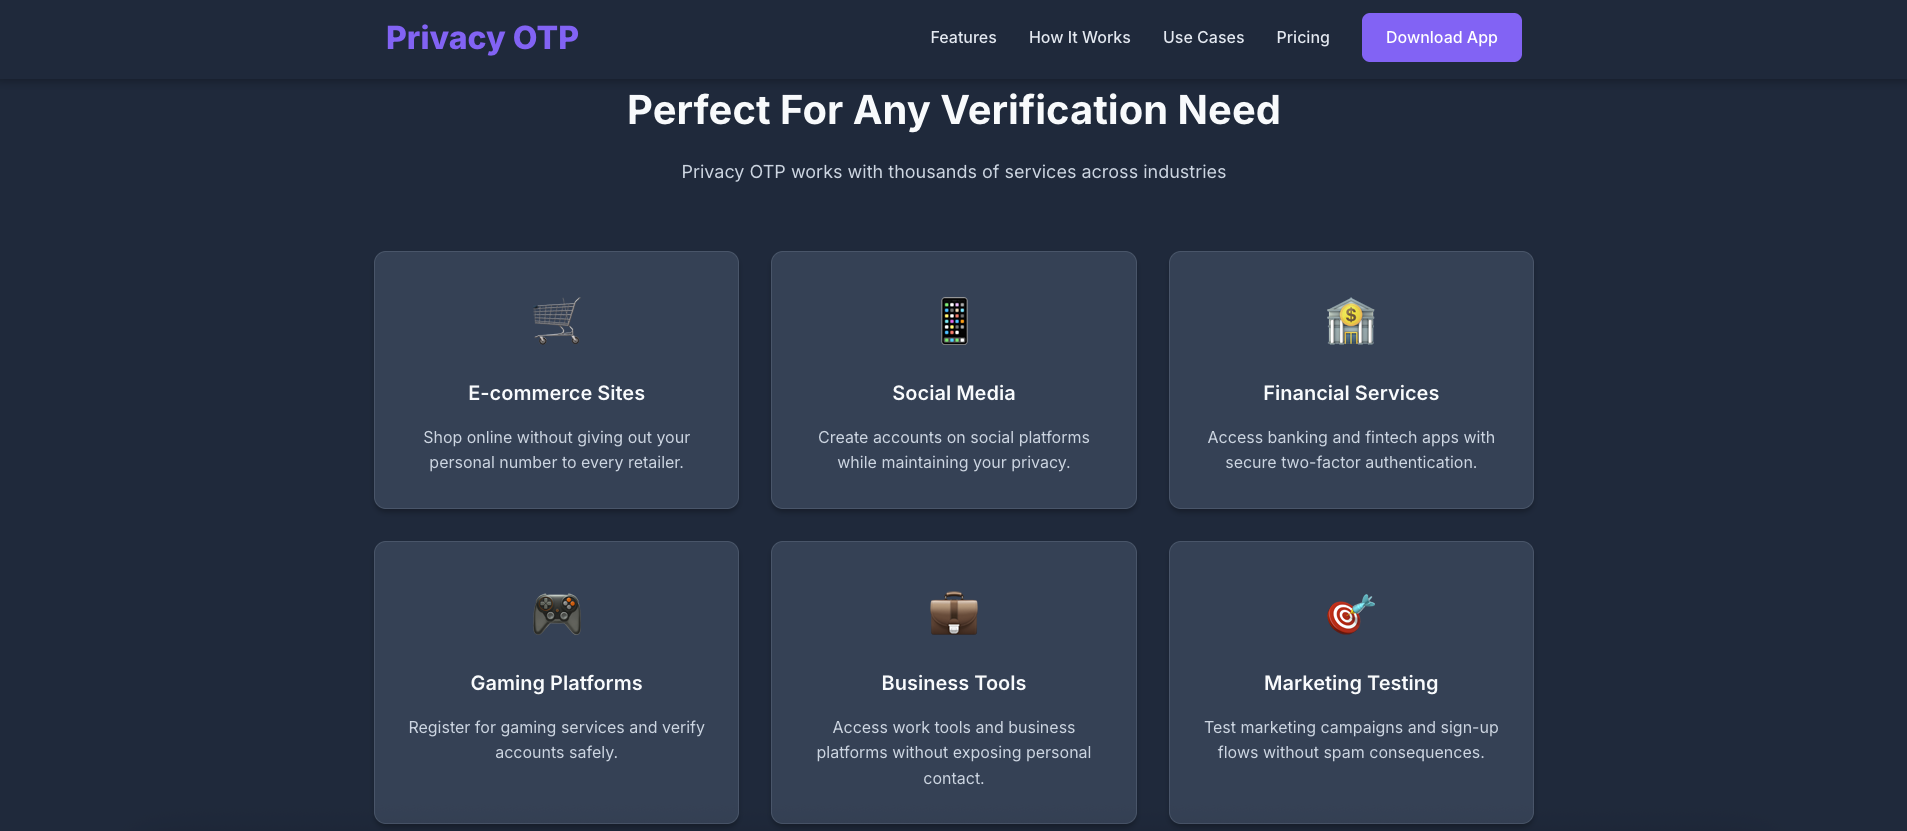 Privacy OTP
Features
How It Works
Use Cases
Pricing
Download App
Perfect For Any Verification Need
Privacy OTP works with thousands of services across industries
E-commerce Sites
Shop online without giving out your
personal number to every retailer.
Social Media
Create accounts on social platforms
while maintaining your privacy.
Financial Services
Access banking and fintech apps with
secure two-factor authentication.
Gaming Platforms
Register for gaming services and verify
accounts safely.
Business Tools
Access work tools and business
platforms without exposing personal
contact.
Marketing Testing
Test marketing campaigns and sign-up
flows without spam consequences.